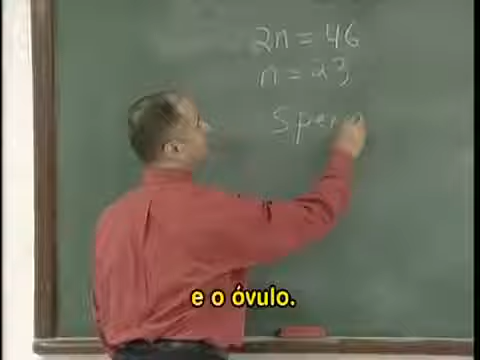 2n = 46
n = 23
Sperm
e o óvulo.